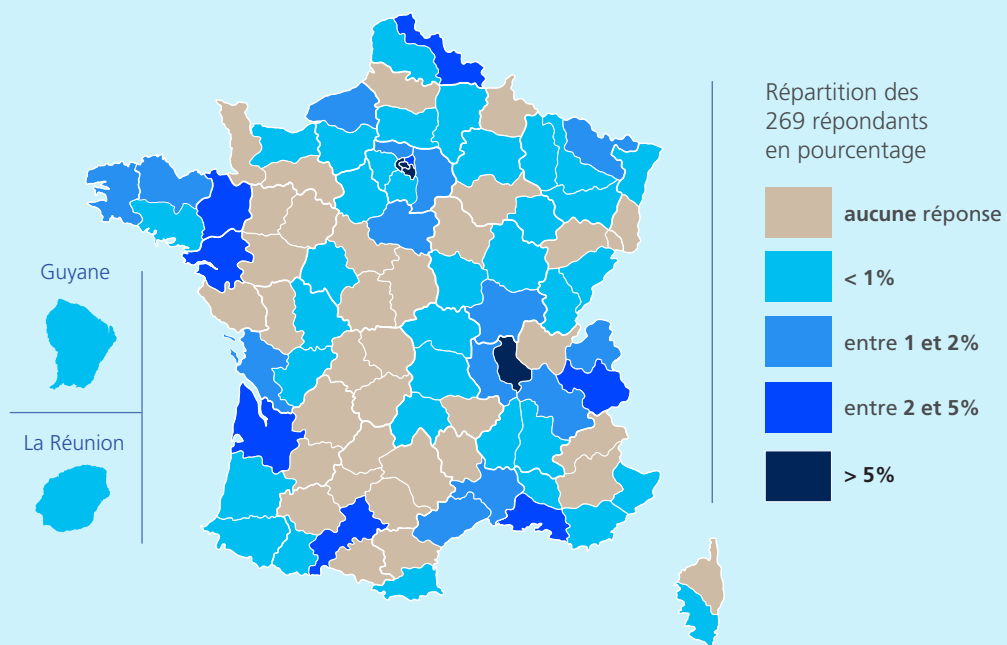 Guyane
La Réunion
Répartition des
269 répondants
en pourcentage
aucune réponse
< 1%
entre 1 et 2%
entre 2 et 5%
> 5%